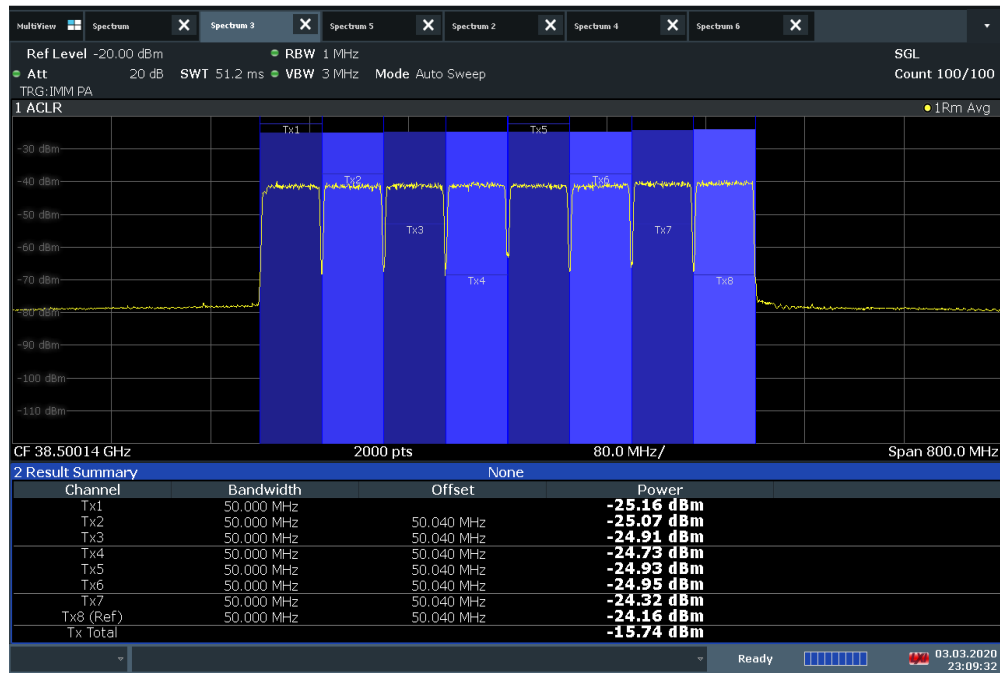 MultiView Spectrum X Spectrum 3 X Spectrum 5 X Spectrum 2 X Spectrum 4 X Spectrum 6 X
Ref Level -20.00 dBm RBW 1 MHz SGL
Att 20 dB SWT 51.2 ms VBW 3 MHz Mode Auto Sweep Count 100/100
TRG:IMM PA
1 ACLR 1Rm Avg
Tx1 Tx5
-30 dBm
-40 dBm Tx2 Tx6
-50 dBm
Tx3 Tx7
-60 dBm
-70 dBm
Tx4 Tx8
-80 dBm
-90 dBm
-100 dBm
-110 dBm
CF 38.50014 GHz 2000 pts 80.0 MHz/ Span 800.0 MHz
2 Result Summary None
Channel Bandwidth Offset Power
Tx1 50.000 MHz -25.16 dBm
Tx2 50.000 MHz 50.040 MHz -25.07 dBm
Tx3 50.000 MHz 50.040 MHz -24.91 dBm
Tx4 50.000 MHz 50.040 MHz -24.73 dBm
Tx5 50.000 MHz 50.040 MHz -24.93 dBm
Tx6 50.000 MHz 50.040 MHz -24.95 dBm
Tx7 50.000 MHz 50.040 MHz -24.32 dBm
Tx8 (Ref) 50.000 MHz 50.040 MHz -24.16 dBm
Tx Total -15.74 dBm
Ready 03.03.2020
23:09:32